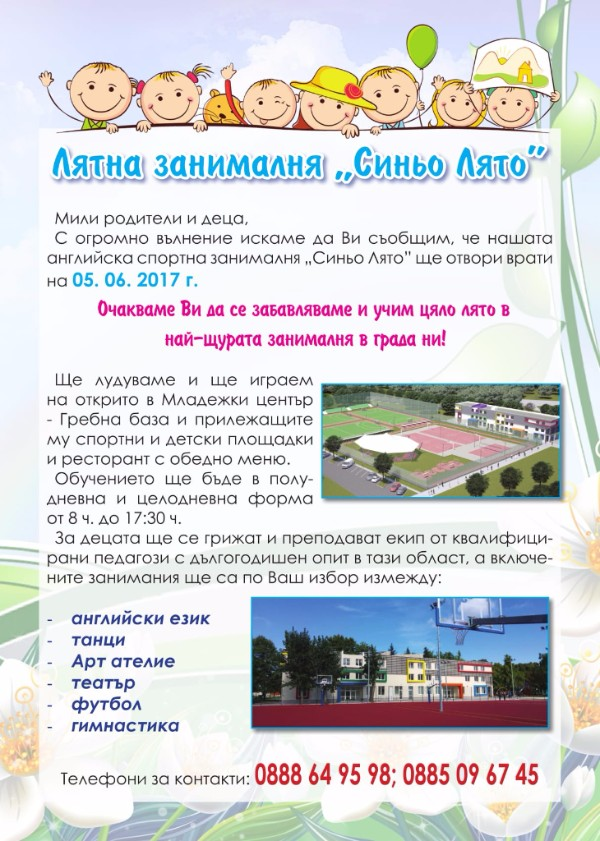 Лятна занималня „Синьо Лято”
Мили родители и деца,
С огромно вълнение искаме да Ви съобщим, че нашата
английска спортна занималня „Синьо Лято” ще отвори врати
на 05. 06. 2017 г.
Очакваме Ви да се забавляваме и учим цяло лято в
най-щурата занималня в града ни!
Ще лудуваме и ще играем
на открито в Младежки център
- Гребна база и прилежащите
му спортни и детски площадки
и ресторант с обедно меню.
Обучението ще бъде в полу-
дневна и целодневна форма
от 8 ч. до 17:30 ч.
За децата ще се грижат и преподават екип от квалифици-
рани педагози с дългогодишен опит в тази област, а включе-
ните занимания ще са по Ваш избор измежду:
- английски език
- танци
- Арт ателие
- театър
- футбол
- гимнастика
Телефони за контакти: 0888 64 95 98; 0885 09 67 45